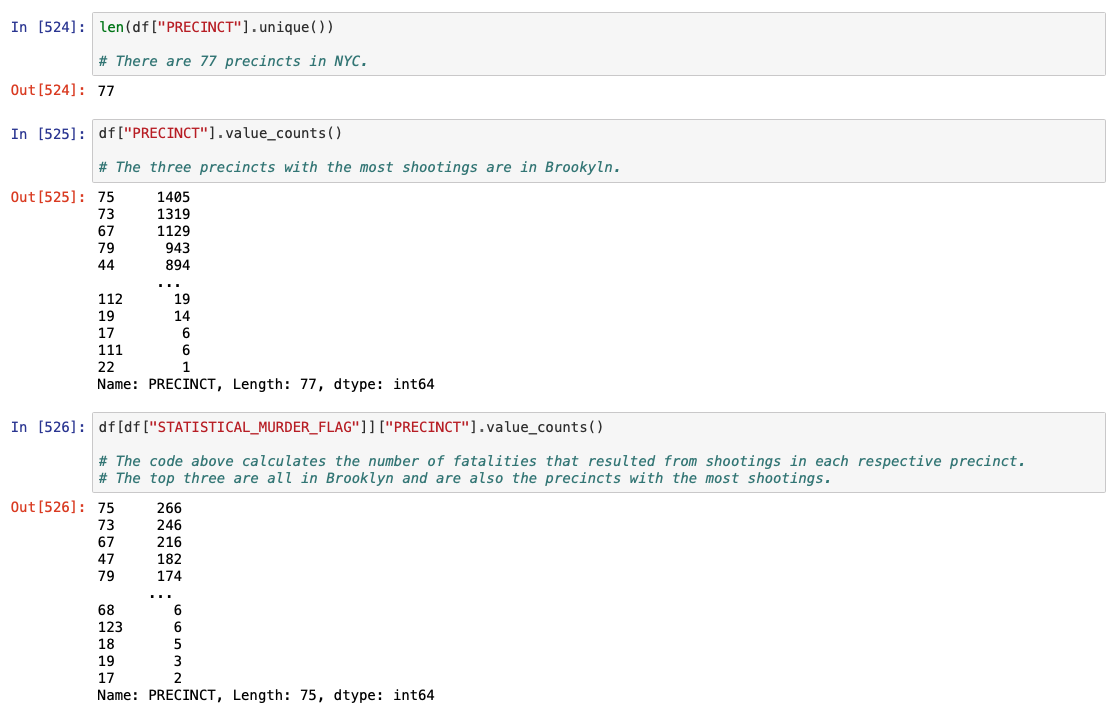 In [524]: len(df["PRECINCT"].unique())
# There are 77 precincts in NYC.
Out[524]: 77
In [525]: df["PRECINCT"].value_counts()
# The three precincts with the most shootings are in Brookyln.
Out[525]: 75     1405
73     1319
67     1129
79      943
44      894
...
112      19
19       14
17        6
111       6
22        1
Name: PRECINCT, Length: 77, dtype: int64
In [526]: df[df["STATISTICAL_MURDER_FLAG"]]["PRECINCT"].value_counts()
# The code above calculates the number of fatalities that resulted from shootings in each respective precinct.
# The top three are all in Brooklyn and are also the precincts with the most shootings.
Out[526]: 75     266
73     246
67     216
47     182
79     174
...
68       6
123      6
18       5
19       3
17       2
Name: PRECINCT, Length: 75, dtype: int64